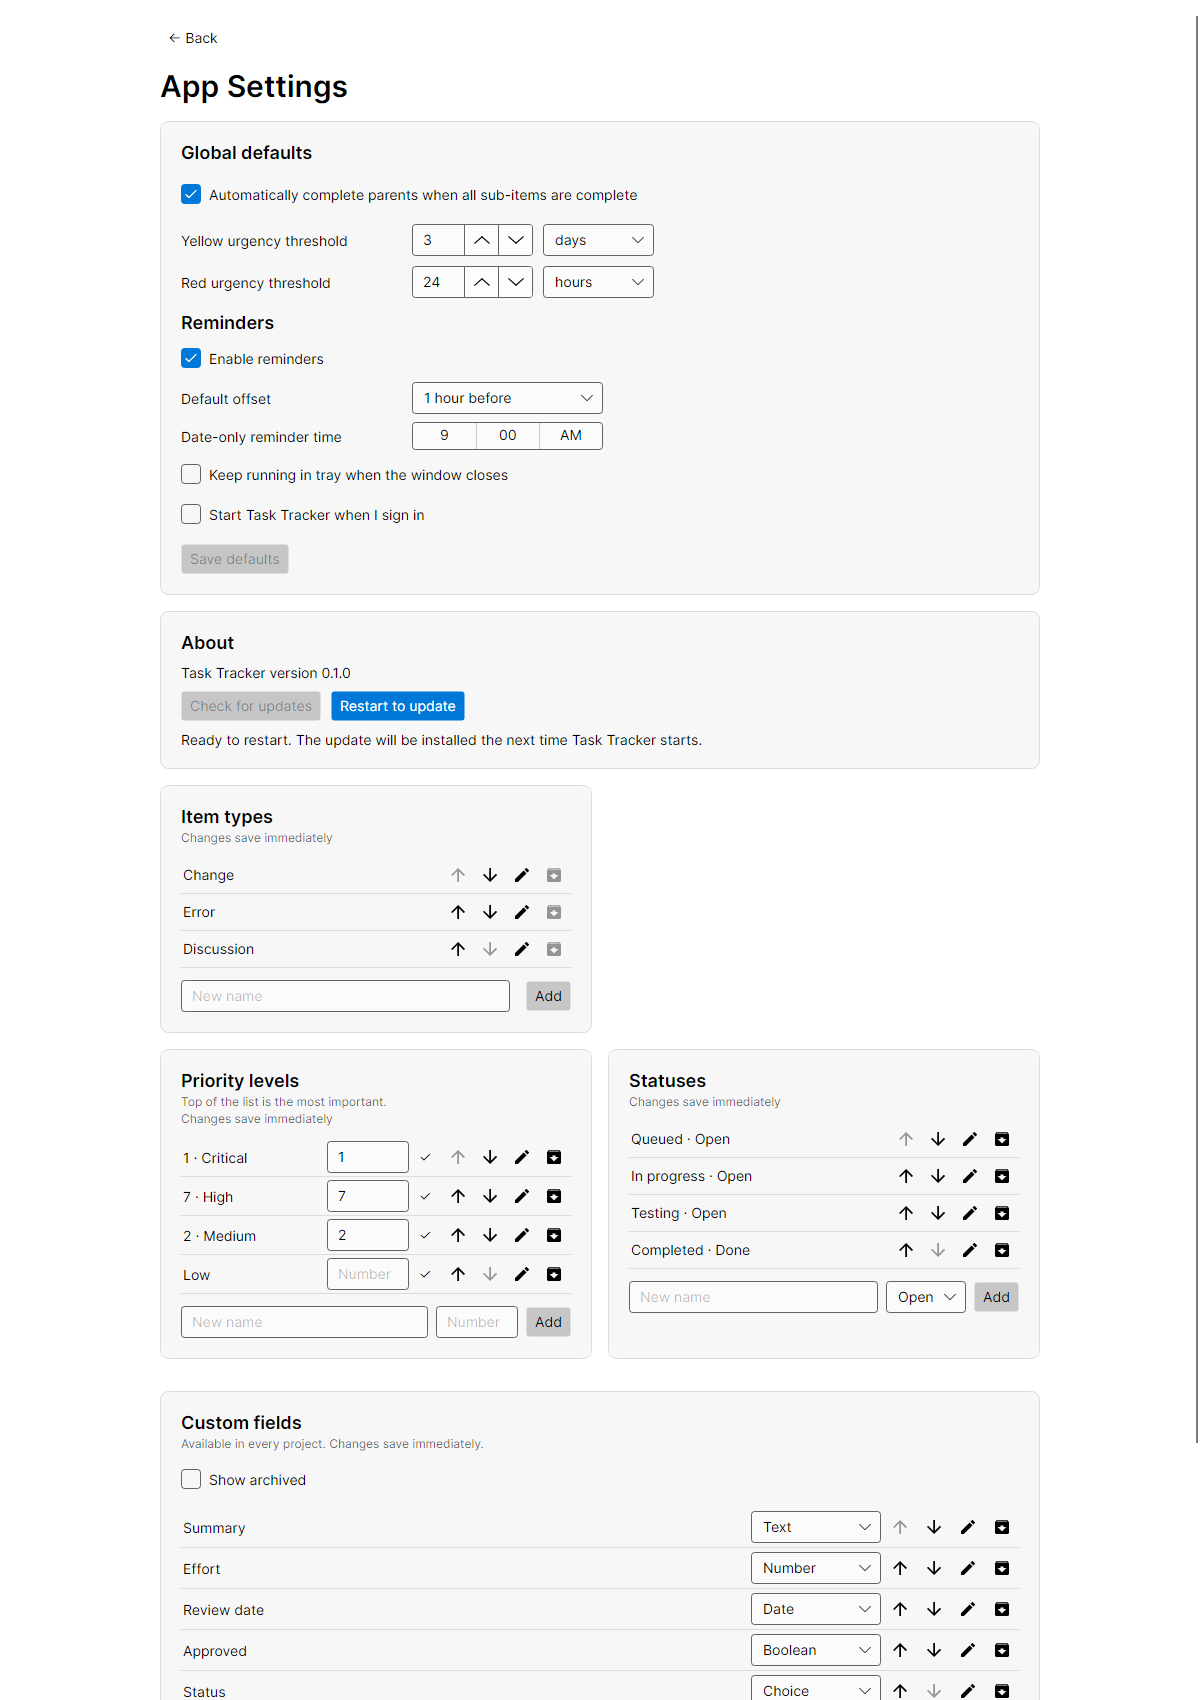 ← Back
App Settings
Global defaults
Automatically complete parents when all sub-items are complete
Yellow urgency threshold 3 days
Red urgency threshold 24 hours
Reminders
Enable reminders
Default offset 1 hour before
Date-only reminder time 9 00 AM
Keep running in tray when the window closes
Start Task Tracker when I sign in
Save defaults
About
Task Tracker version 0.1.0
Check for updates Restart to update
Ready to restart. The update will be installed the next time Task Tracker starts.
Item types
Changes save immediately
Change
Error
Discussion
New name Add
Priority levels
Top of the list is the most important.
Changes save immediately
1 · Critical 1
7 · High 7
2 · Medium 2
Low Number
New name Number Add
Statuses
Changes save immediately
Queued · Open
In progress · Open
Testing · Open
Completed · Done
New name Open Add
Custom fields
Available in every project. Changes save immediately.
Show archived
Summary Text
Effort Number
Review date Date
Approved Boolean
Status Choice